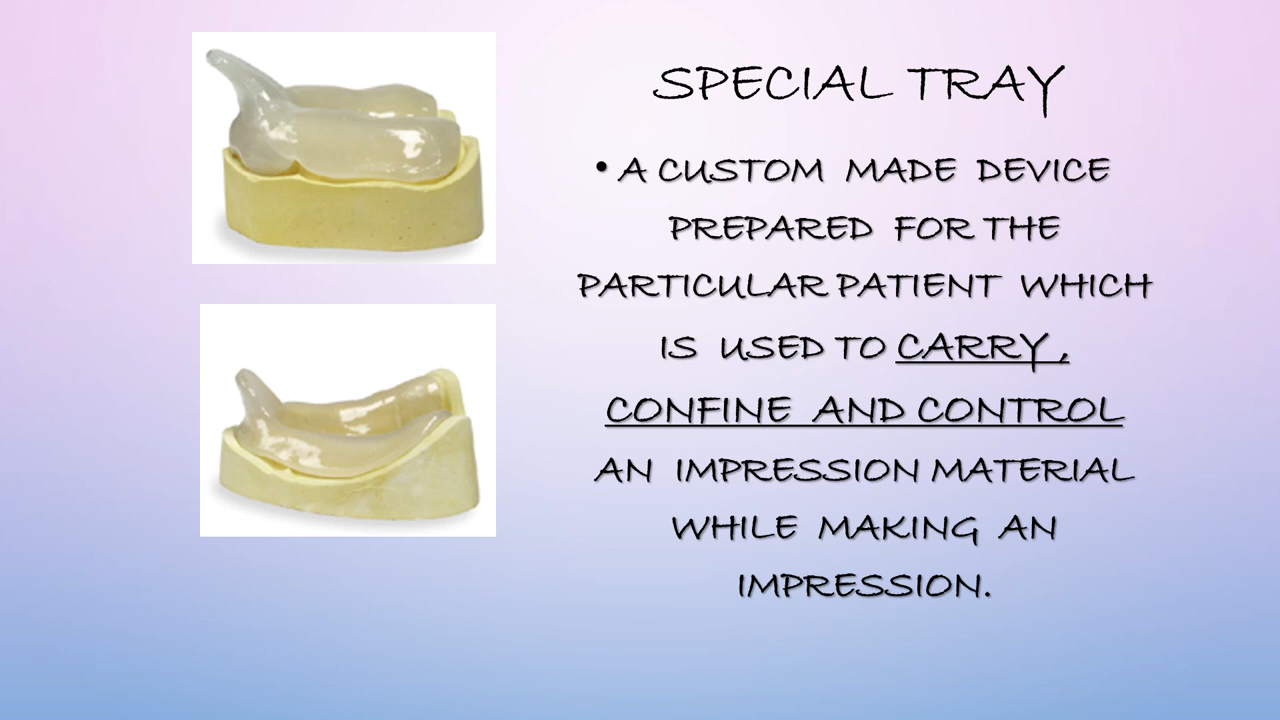 SPECIAL TRAY
• A CUSTOM MADE DEVICE
PREPARED FOR THE
PARTICULAR PATIENT WHICH
IS USED TO CARRY ,
CONFINE AND CONTROL
AN IMPRESSION MATERIAL
WHILE MAKING AN
IMPRESSION.